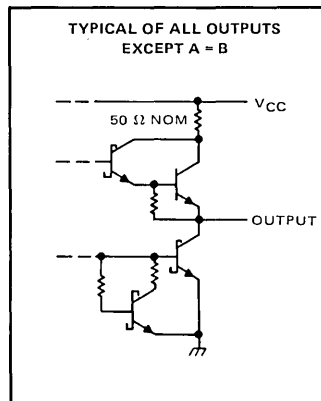 TYPICAL OF ALL OUTPUTS
EXCEPT A = B
VCC
50 Ω NOM
OUTPUT